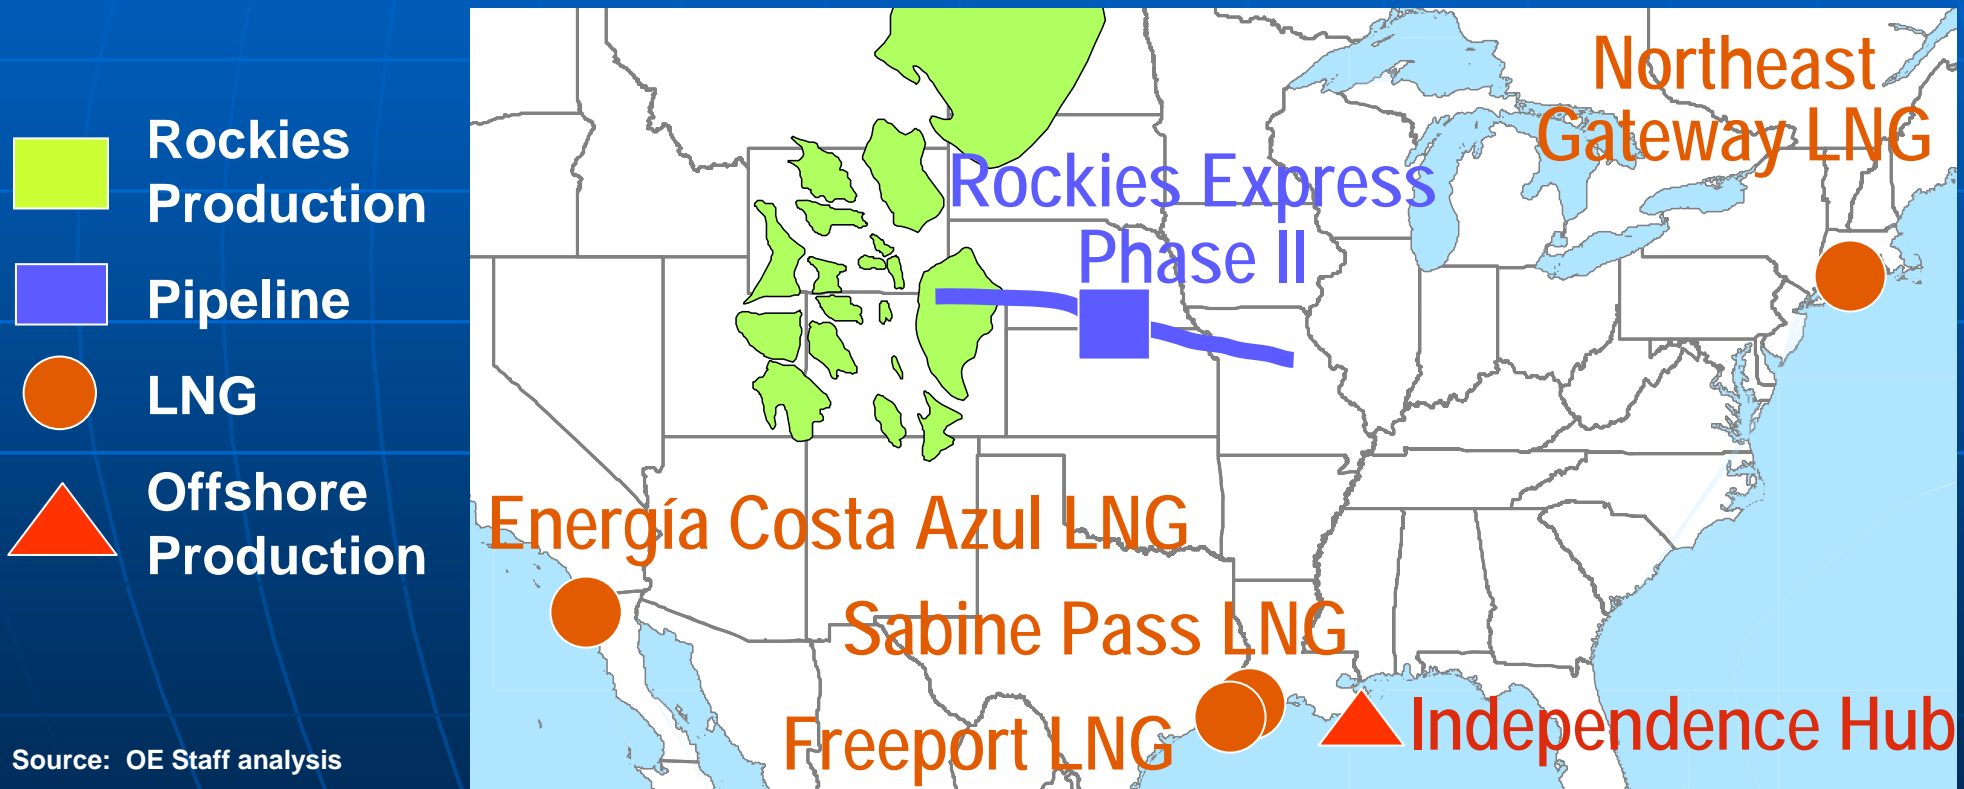 Rockies
Production
Pipeline
LNG
Offshore
Production
Source:  OE Staff analysis
Northeast
Gateway LNG
Rockies Express
Phase II
Energía Costa Azul LNG
Sabine Pass LNG
Freeport LNG
Independence Hub